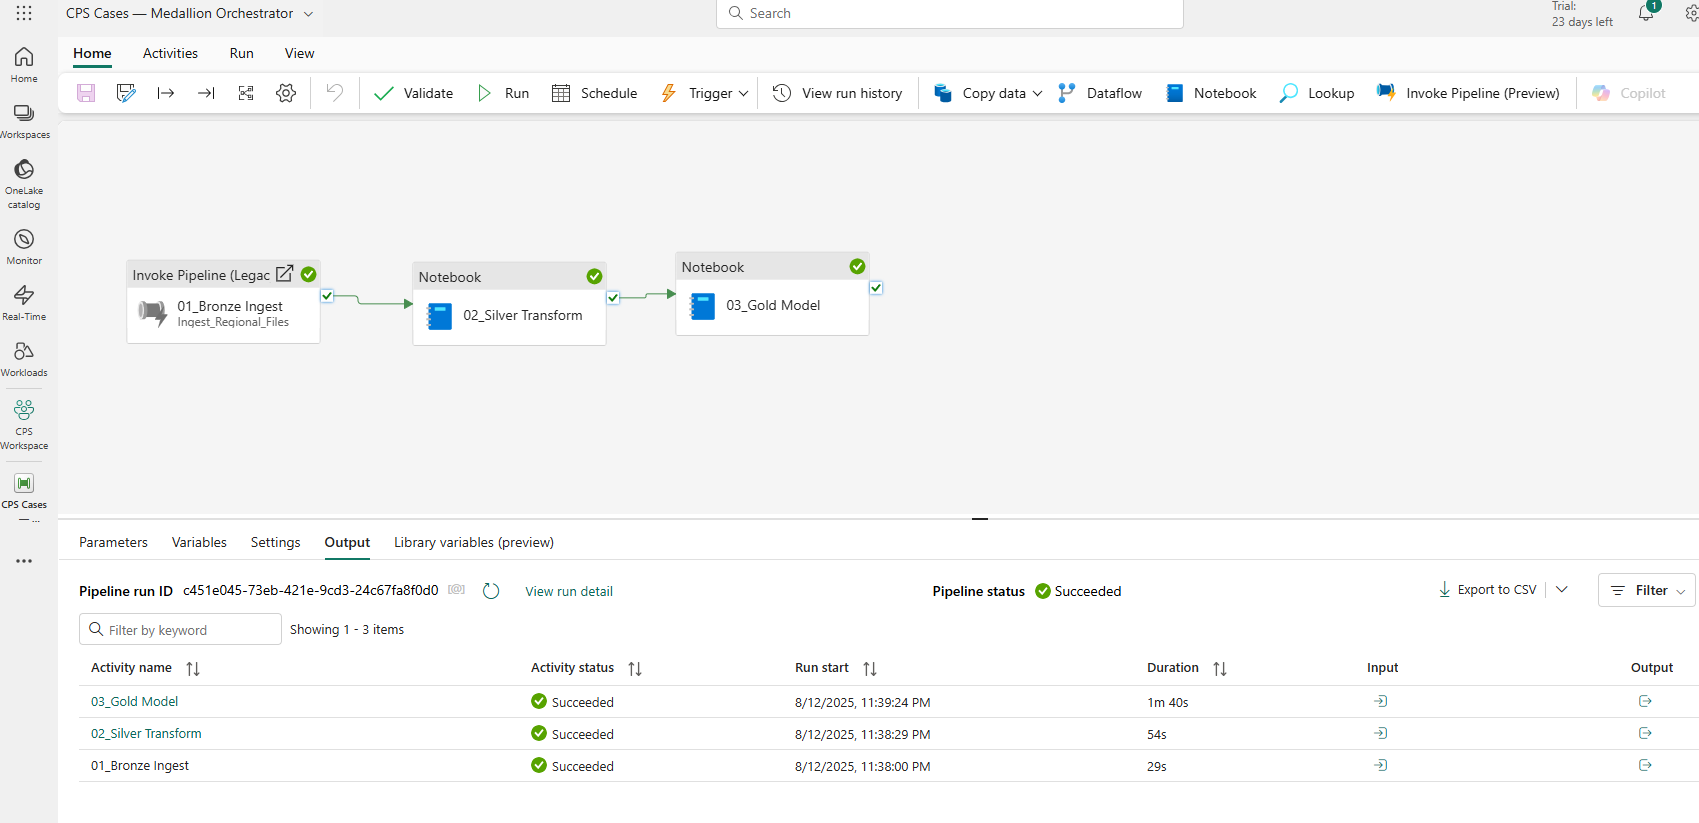 CPS Cases — Medallion Orchestrator
Search
Trial:
23 days left
1
Home
Activities
Run
View
Validate
Run
Schedule
Trigger
View run history
Copy data
Dataflow
Notebook
Lookup
Invoke Pipeline (Preview)
Copilot
Home
Workspaces
OneLake
catalog
Monitor
Real-Time
Workloads
CPS
Workspace
CPS Cases
— ...
Invoke Pipeline (Legac
01_Bronze Ingest
Ingest_Regional_Files
Notebook
02_Silver Transform
Notebook
03_Gold Model
Parameters
Variables
Settings
Output
Library variables (preview)
Pipeline run ID c451e045-73eb-421e-9cd3-24c67fa8f0d0
View run detail
Pipeline status Succeeded
Export to CSV
Filter
Filter by keyword
Showing 1 - 3 items
Activity name Activity status Run start Duration Input Output
03_Gold Model Succeeded 8/12/2025, 11:39:24 PM 1m 40s
02_Silver Transform Succeeded 8/12/2025, 11:38:29 PM 54s
01_Bronze Ingest Succeeded 8/12/2025, 11:38:00 PM 29s